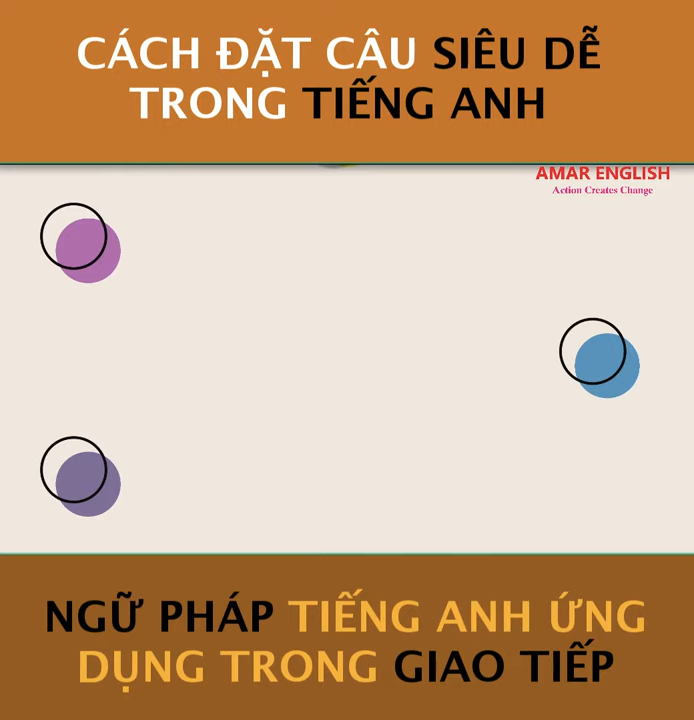 CÁCH ĐẶT CÂU SIÊU DỄ
TRONG TIẾNG ANH
AMAR ENGLISH
Action Creates Change
NGỮ PHÁP TIẾNG ANH ỨNG
DỤNG TRONG GIAO TIẾP